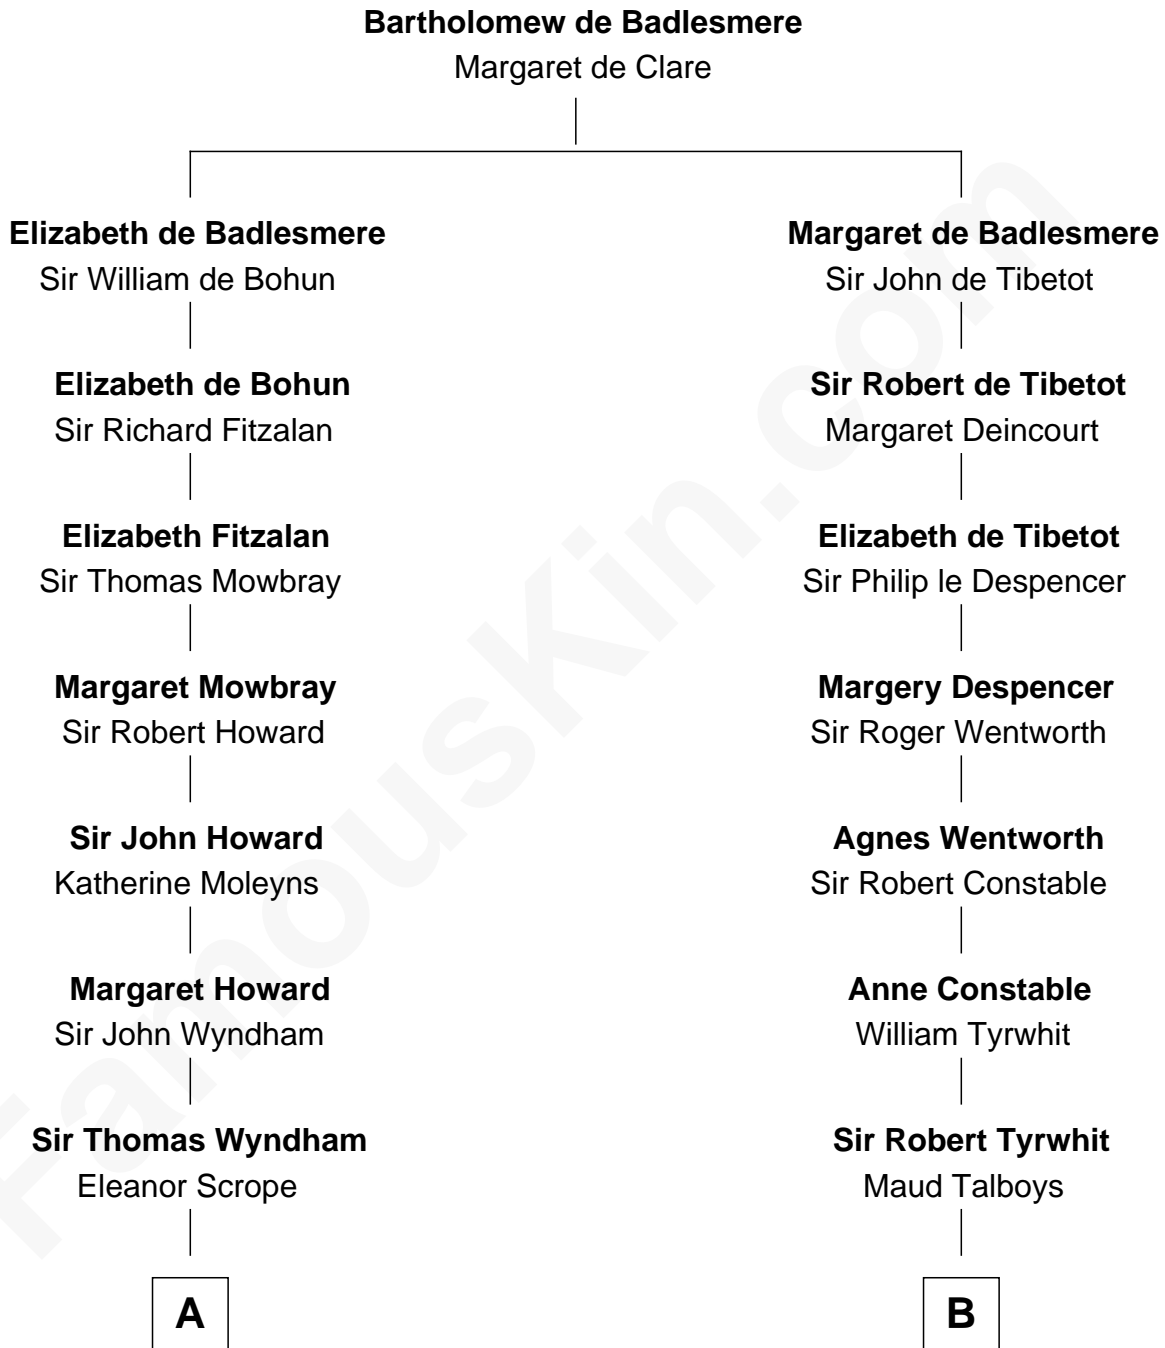 Bartholomew de Badlesmere
Margaret de Clare
Elizabeth de Badlesmere
Sir William de Bohun
Elizabeth de Bohun
Sir Richard Fitzalan
Elizabeth Fitzalan
Sir Thomas Mowbray
Margaret Mowbray
Sir Robert Howard
Sir John Howard
Katherine Moleyns
Margaret Howard
Sir John Wyndham
Sir Thomas Wyndham
Eleanor Scrope
A
Margaret de Badlesmere
Sir John de Tibetot
Sir Robert de Tibetot
Margaret Deincourt
Elizabeth de Tibetot
Sir Philip le Despencer
Margery Despencer
Sir Roger Wentworth
Agnes Wentworth
Sir Robert Constable
Anne Constable
William Tyrwhit
Sir Robert Tyrwhit
Maud Talboys
B
FamousKin.com